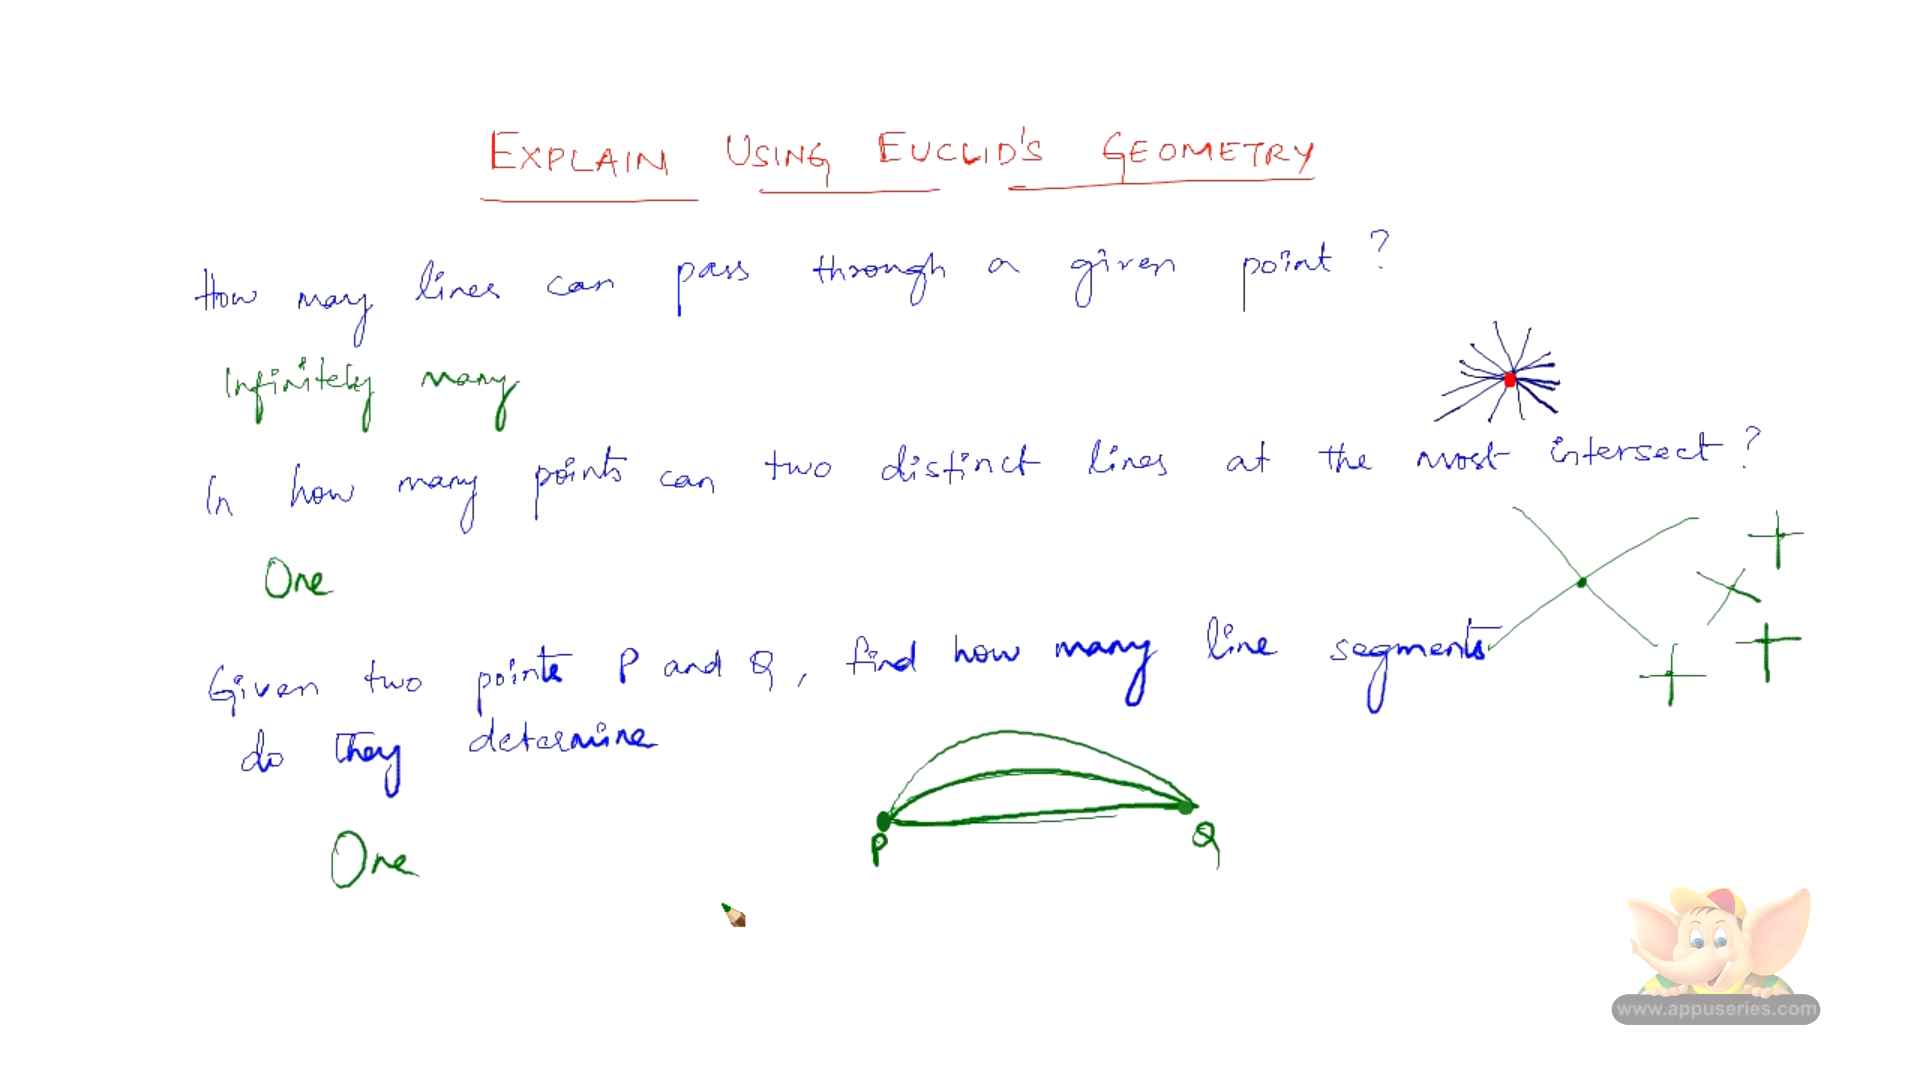 EXPLAIN USING EUCLID'S GEOMETRY
How many lines can pass through a given point?
Infinitely many
In how many points can two distinct lines at the most intersect?
One
Given two points P and Q, find how many line segments
do they determine
P Q
One
www.appuseries.com